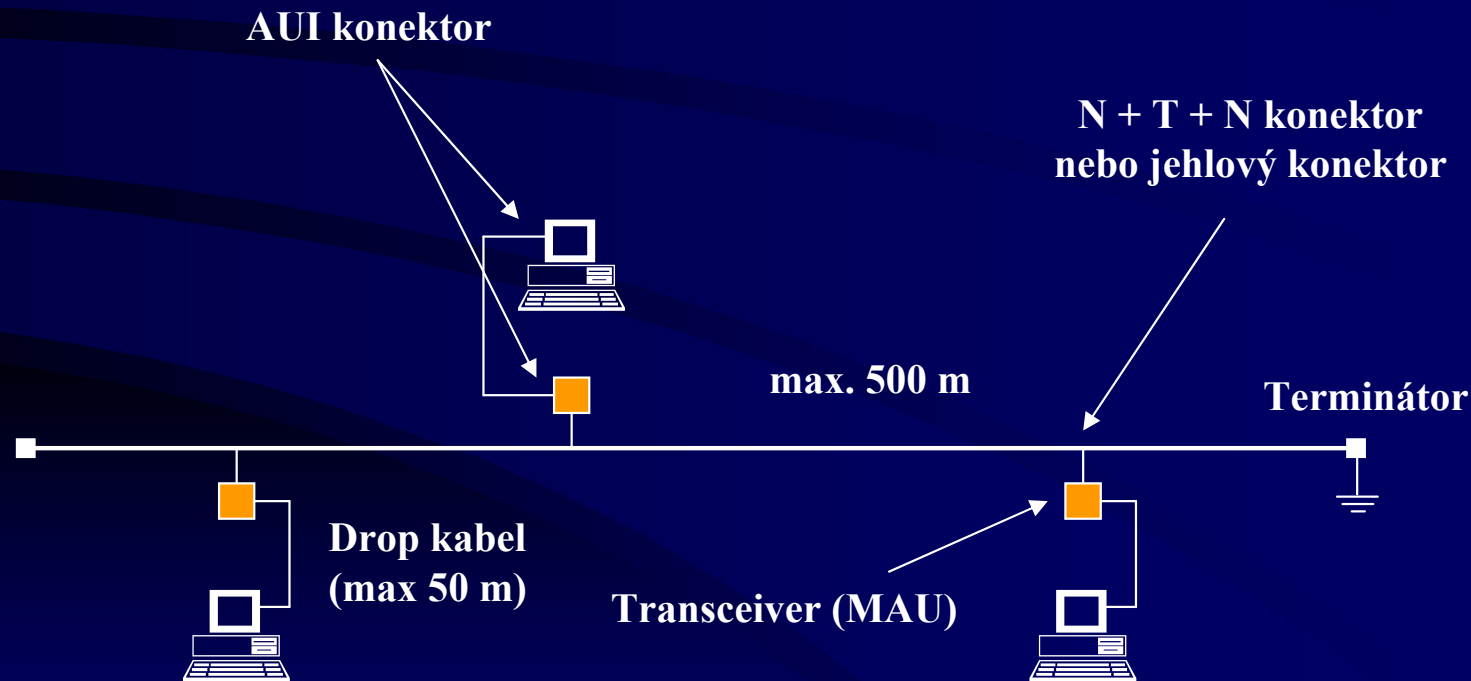 AUI konektor
N + T + N konektor
nebo jehlový konektor
max. 500 m
Terminátor
Drop kabel
(max 50 m)
Transceiver (MAU)